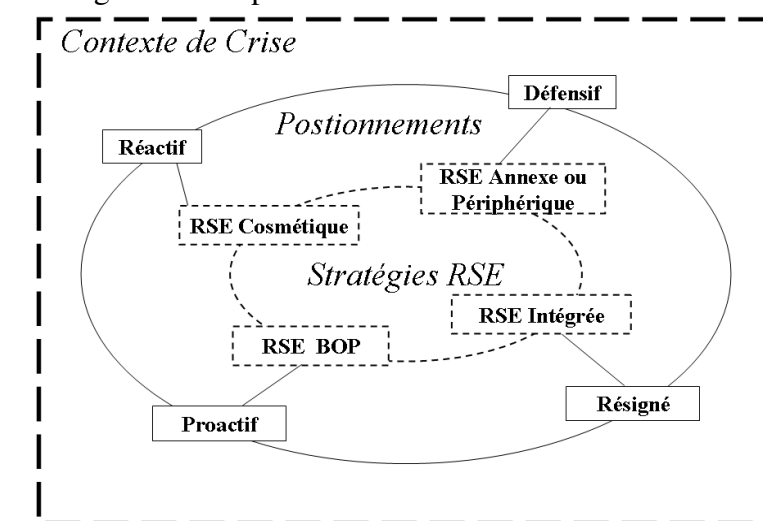 Contexte de Crise
Défensif
Postionnements
Réactif
RSE Annexe ou
Périphérique
RSE Cosmétique
Stratégies RSE
RSE Intégrée
RSE BOP
Résigné
Proactif